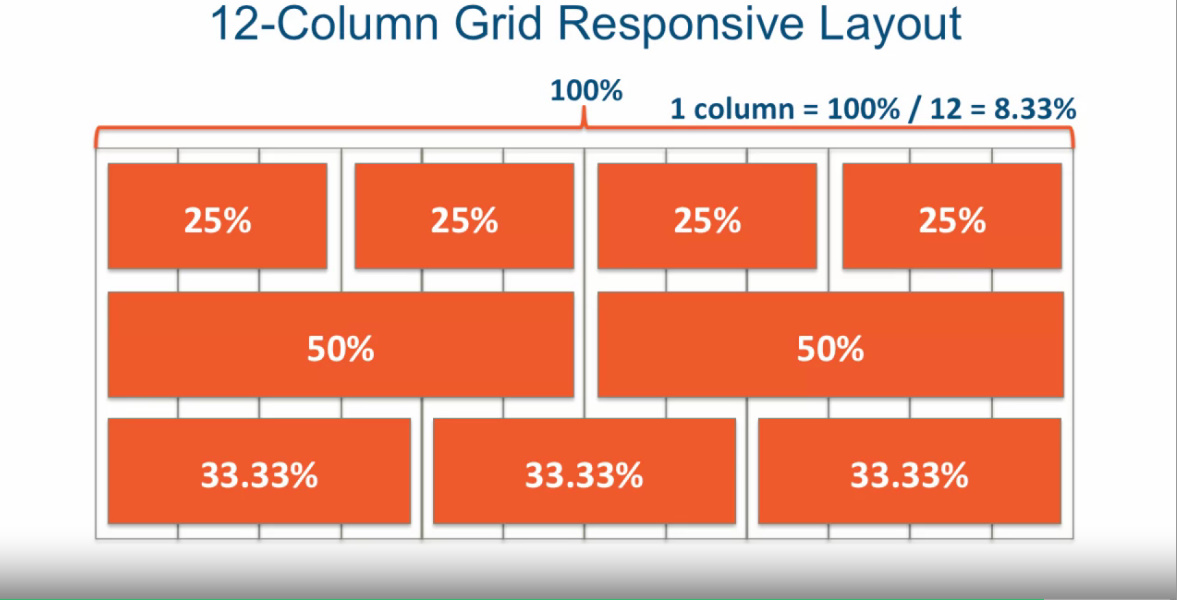 12-Column Grid Responsive Layout
100%
1 column = 100% / 12 = 8.33%
25% 25% 25% 25%
50% 50%
33.33% 33.33% 33.33%